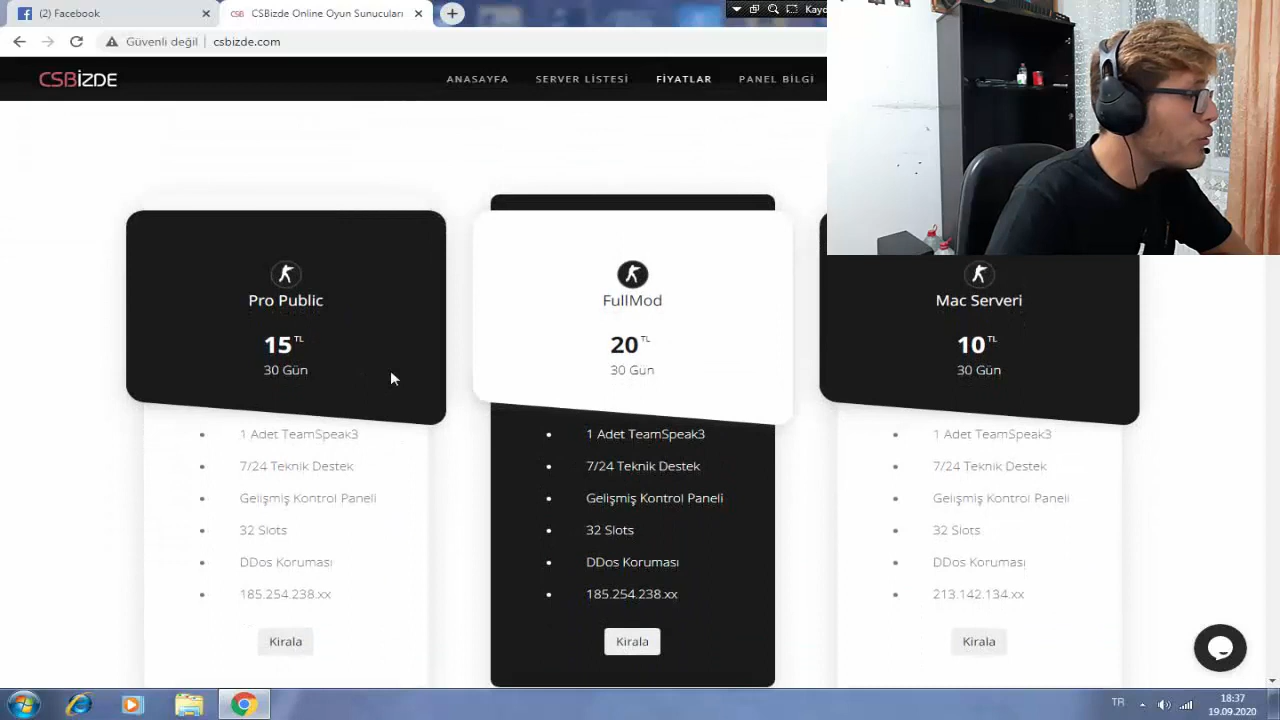 (2) Facebook
CSBizde Online Oyun Sunucuları
Güvenli değil
csbizde.com
CSBİZDE
ANASAYFA
SERVER LİSTESİ
FİYATLAR
PANEL BİLGİ
Pro Public
15 TL
30 Gün
1 Adet TeamSpeak3
7/24 Teknik Destek
Gelişmiş Kontrol Paneli
32 Slots
DDos Koruması
185.254.238.xx
Kirala
FullMod
20 TL
30 Gün
1 Adet TeamSpeak3
7/24 Teknik Destek
Gelişmiş Kontrol Paneli
32 Slots
DDos Koruması
185.254.238.xx
Kirala
Mac Serveri
10 TL
30 Gün
1 Adet TeamSpeak3
7/24 Teknik Destek
Gelişmiş Kontrol Paneli
32 Slots
DDos Koruması
213.142.134.xx
Kirala
TR
18:37
19.09.2020